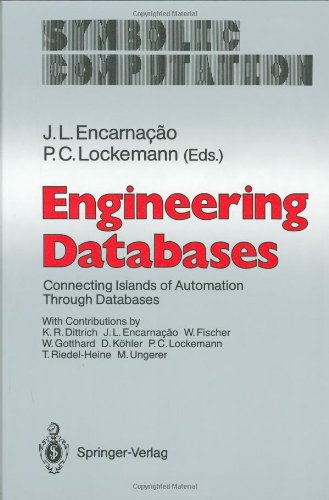 SYMBOLIC
COMPUTATION
J.L. Encarnação
P.C. Lockemann (Eds.)
Engineering
Databases
Connecting Islands of Automation
Through Databases
With Contributions by
K. R. Dittrich J. L. Encarnação W. Fischer
W. Gotthard D. Köhler P. C. Lockemann
T. Riedel-Heine M. Ungerer
Springer-Verlag